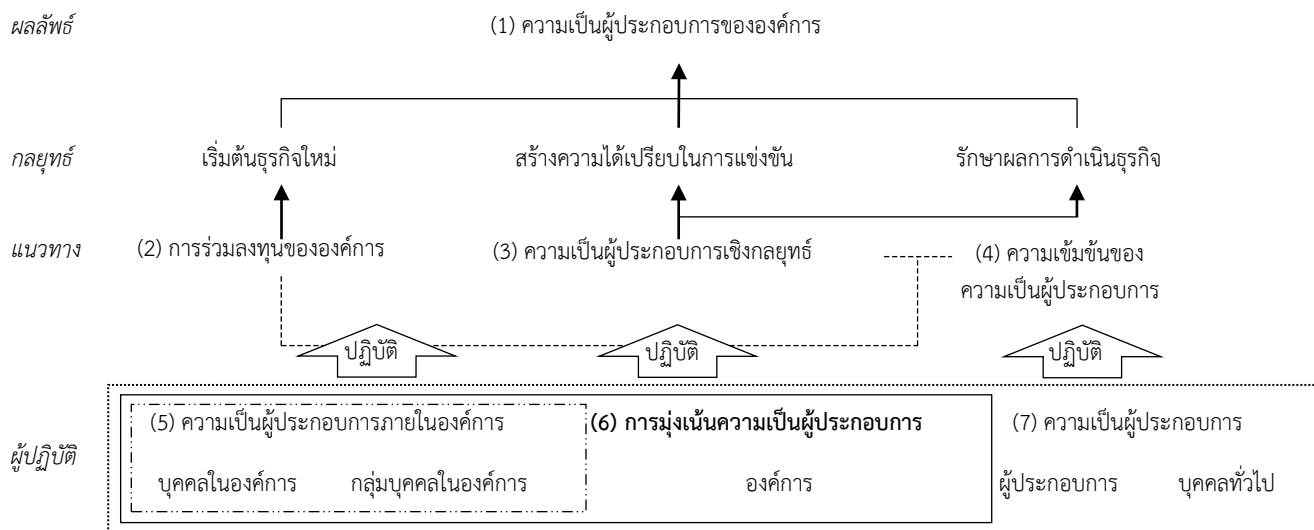 ผลลัพธ์ (1) ความเป็นผู้ประกอบการขององค์การ
กลยุทธ์ เริ่มต้นธุรกิจใหม่ สร้างความได้เปรียบในการแข่งขัน รักษาผลการดำเนินธุรกิจ
แนวทาง (2) การร่วมลงทุนขององค์การ (3) ความเป็นผู้ประกอบการเชิงกลยุทธ์ (4) ความเข้มข้นของ
ความเป็นผู้ประกอบการ
ปฏิบัติ ปฏิบัติ ปฏิบัติ
(5) ความเป็นผู้ประกอบการภายในองค์การ (6) การมุ่งเน้นความเป็นผู้ประกอบการ (7) ความเป็นผู้ประกอบการ
ผู้ปฏิบัติ
บุคคลในองค์การ กลุ่มบุคคลในองค์การ องค์การ ผู้ประกอบการ บุคคลทั่วไป